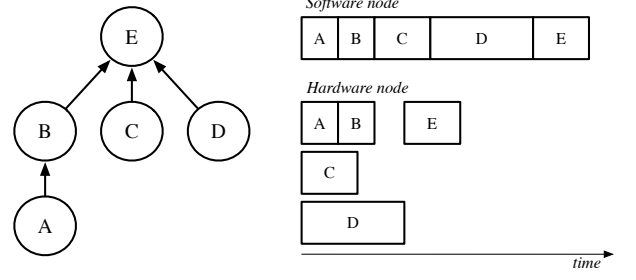 E
B C D
A
Software node
A B C D E
Hardware node
A B E
C
D
time